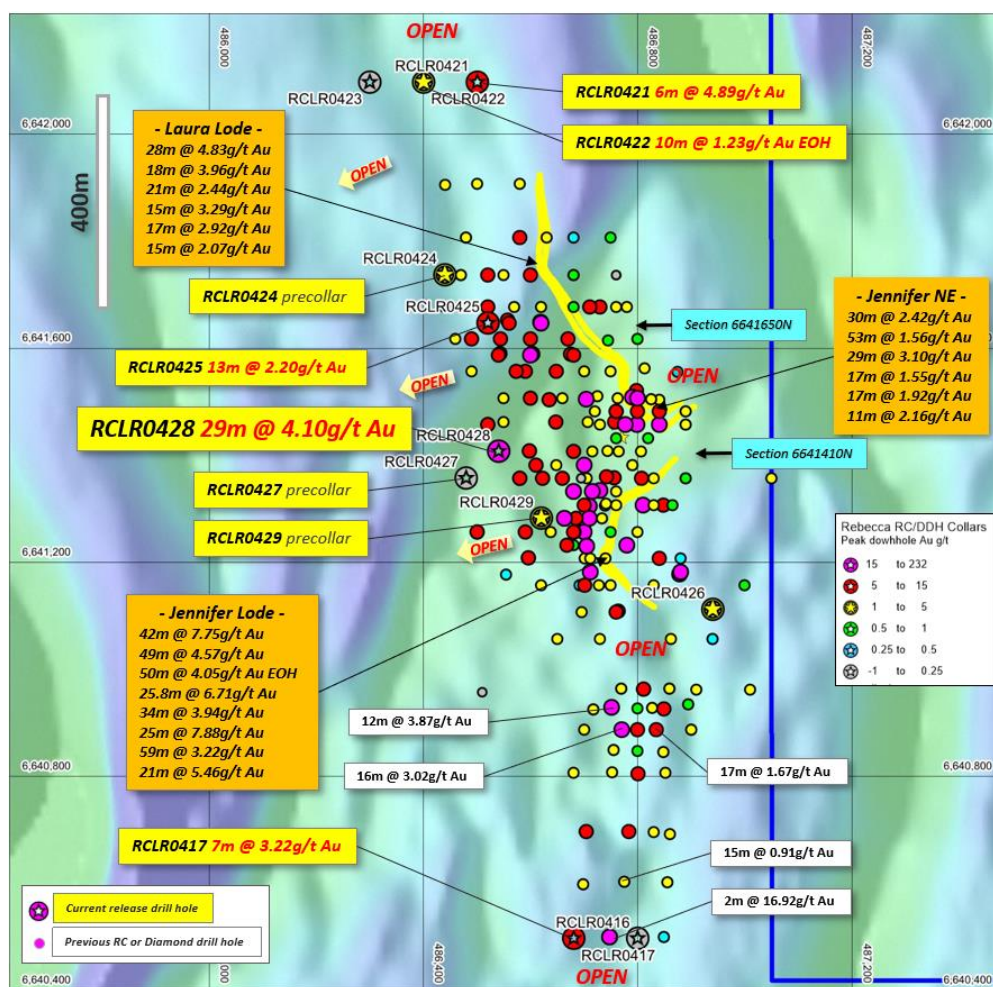 486,000
486,800
487,200
OPEN
RCLR0421
RCLR0423
RCLR0422
RCLR0421 6m @ 4.89g/t Au
RCLR0422 10m @ 1.23g/t Au EOH
6,642,000
6,642,000
400m
- Laura Lode -
28m @ 4.83g/t Au
18m @ 3.96g/t Au
21m @ 2.44g/t Au
15m @ 3.29g/t Au
17m @ 2.92g/t Au
15m @ 2.07g/t Au
OPEN
RCLR0424
RCLR0424 precollar
RCLR0425
Section 6641650N
6,641,600
RCLR0425 13m @ 2.20g/t Au
- Jennifer NE -
30m @ 2.42g/t Au
53m @ 1.56g/t Au
29m @ 3.10g/t Au
17m @ 1.55g/t Au
17m @ 1.92g/t Au
11m @ 2.16g/t Au
OPEN
OPEN
RCLR0428 29m @ 4.10g/t Au
RCLR0428
Section 6641410N
RCLR0427
RCLR0427 precollar
RCLR0429
RCLR0429 precollar
OPEN
6,641,200
Rebecca RC/DDH Collars
Peak dowhhole Au g/t
15 to 232
5 to 15
1 to 5
0.5 to 1
0.25 to 0.5
-1 to 0.25
RCLR0426
- Jennifer Lode -
42m @ 7.75g/t Au
49m @ 4.57g/t Au
50m @ 4.05g/t Au EOH
25.8m @ 6.71g/t Au
34m @ 3.94g/t Au
25m @ 7.88g/t Au
59m @ 3.22g/t Au
21m @ 5.46g/t Au
OPEN
12m @ 3.87g/t Au
16m @ 3.02g/t Au
17m @ 1.67g/t Au
6,640,800
6,640,800
RCLR0417 7m @ 3.22g/t Au
15m @ 0.91g/t Au
2m @ 16.92g/t Au
Current release drill hole
Previous RC or Diamond drill hole
RCLR0416
RCLR0417
OPEN
486,400
487,200
6,640,400
6,640,400